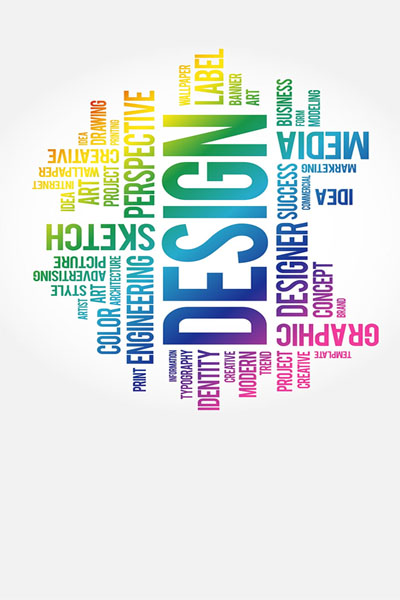 WALLPAPER
LABEL
BANNER
ART
BUSINESS
FORM
MODELING
MEDIA
MARKETING
COMMERCIAL
SUCCESS
IDEA
IDEA
DRAWING
PRINTING
PERSPECTIVE
CREATIVE
WALLPAPER
INTERNET
IDEA
ART
PROJECT
DESIGN
SKETCH
PICTURE
ADVERTISING
STYLE
ARTIST
ART
ARCHITECTURE
COLOR
ENGINEERING
PRINT
DESIGNER
CONCEPT
BRAND
GRAPHIC
TEMPLATE
INFORMATION
TYPOGRAPHY
IDENTITY
CREATIVE
MODERN
TREND
PROJECT
CREATIVE